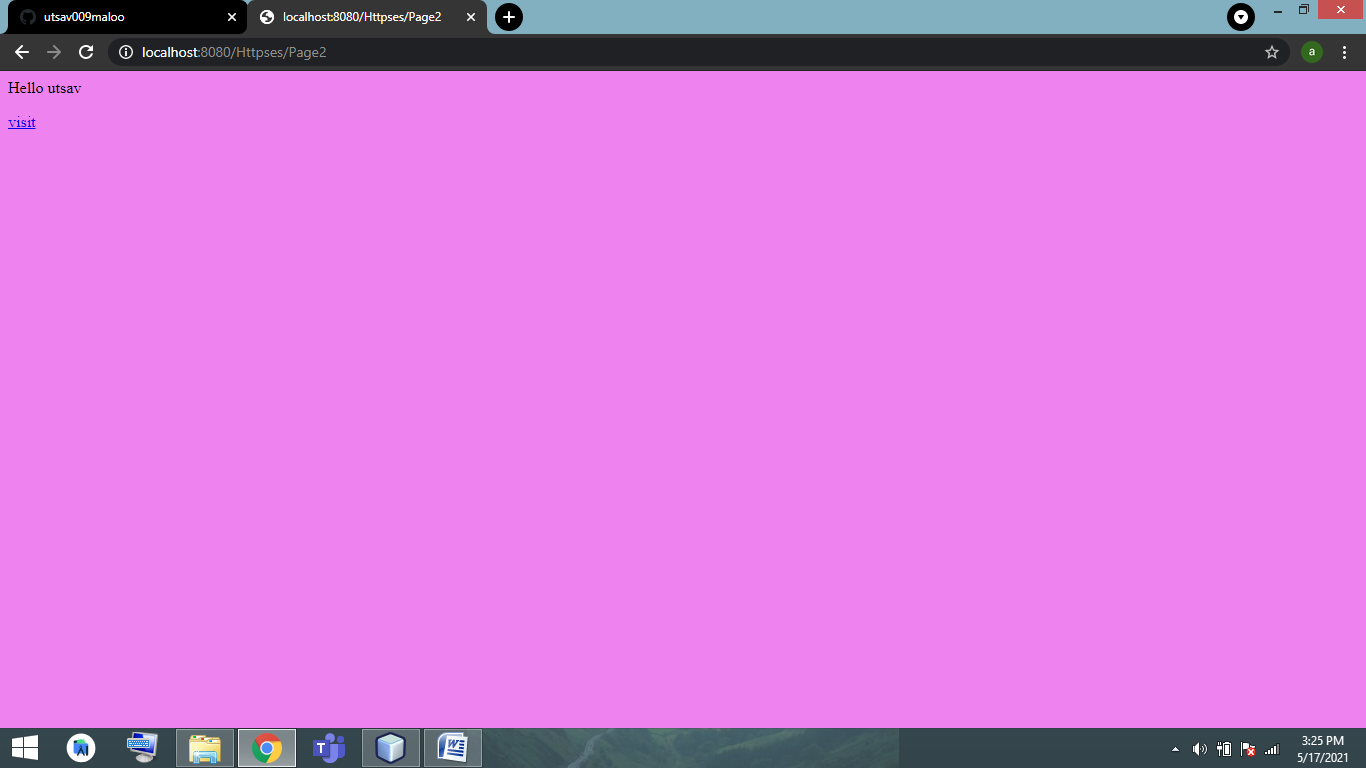 utsav009maloo
localhost:8080/Httpses/Page2
localhost:8080/Httpses/Page2
a
Hello utsav
visit
3:25 PM
5/17/2021